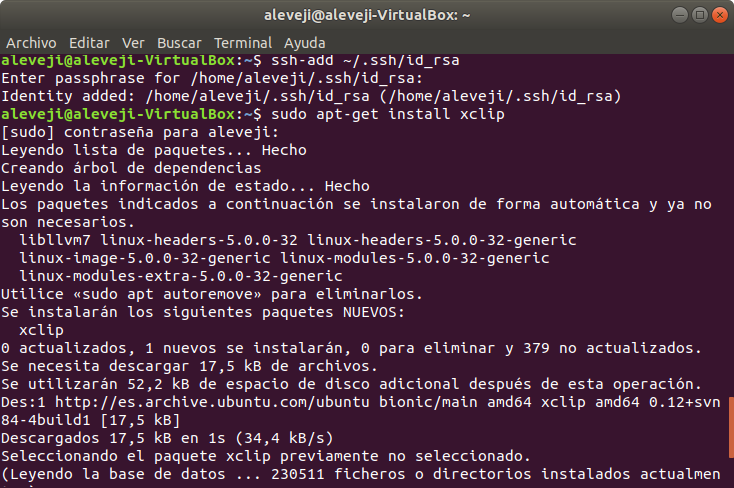 aleveji@aleveji-VirtualBox: ~
Archivo Editar Ver Buscar Terminal Ayuda
aleveji@aleveji-VirtualBox:~$ ssh-add ~/.ssh/id_rsa
Enter passphrase for /home/aleveji/.ssh/id_rsa:
Identity added: /home/aleveji/.ssh/id_rsa (/home/aleveji/.ssh/id_rsa)
aleveji@aleveji-VirtualBox:~$ sudo apt-get install xclip
[sudo] contraseña para aleveji:
Leyendo lista de paquetes... Hecho
Creando árbol de dependencias
Leyendo la información de estado... Hecho
Los paquetes indicados a continuación se instalaron de forma automática y ya no
son necesarios.
  libllvm7 linux-headers-5.0.0-32 linux-headers-5.0.0-32-generic
  linux-image-5.0.0-32-generic linux-modules-5.0.0-32-generic
  linux-modules-extra-5.0.0-32-generic
Utilice «sudo apt autoremove» para eliminarlos.
Se instalarán los siguientes paquetes NUEVOS:
  xclip
0 actualizados, 1 nuevos se instalarán, 0 para eliminar y 379 no actualizados.
Se necesita descargar 17,5 kB de archivos.
Se utilizarán 52,2 kB de espacio de disco adicional después de esta operación.
Des:1 http://es.archive.ubuntu.com/ubuntu bionic/main amd64 xclip amd64 0.12+svn
84-4build1 [17,5 kB]
Descargados 17,5 kB en 1s (34,4 kB/s)
Seleccionando el paquete xclip previamente no seleccionado.
(Leyendo la base de datos ... 230511 ficheros o directorios instalados actualmen